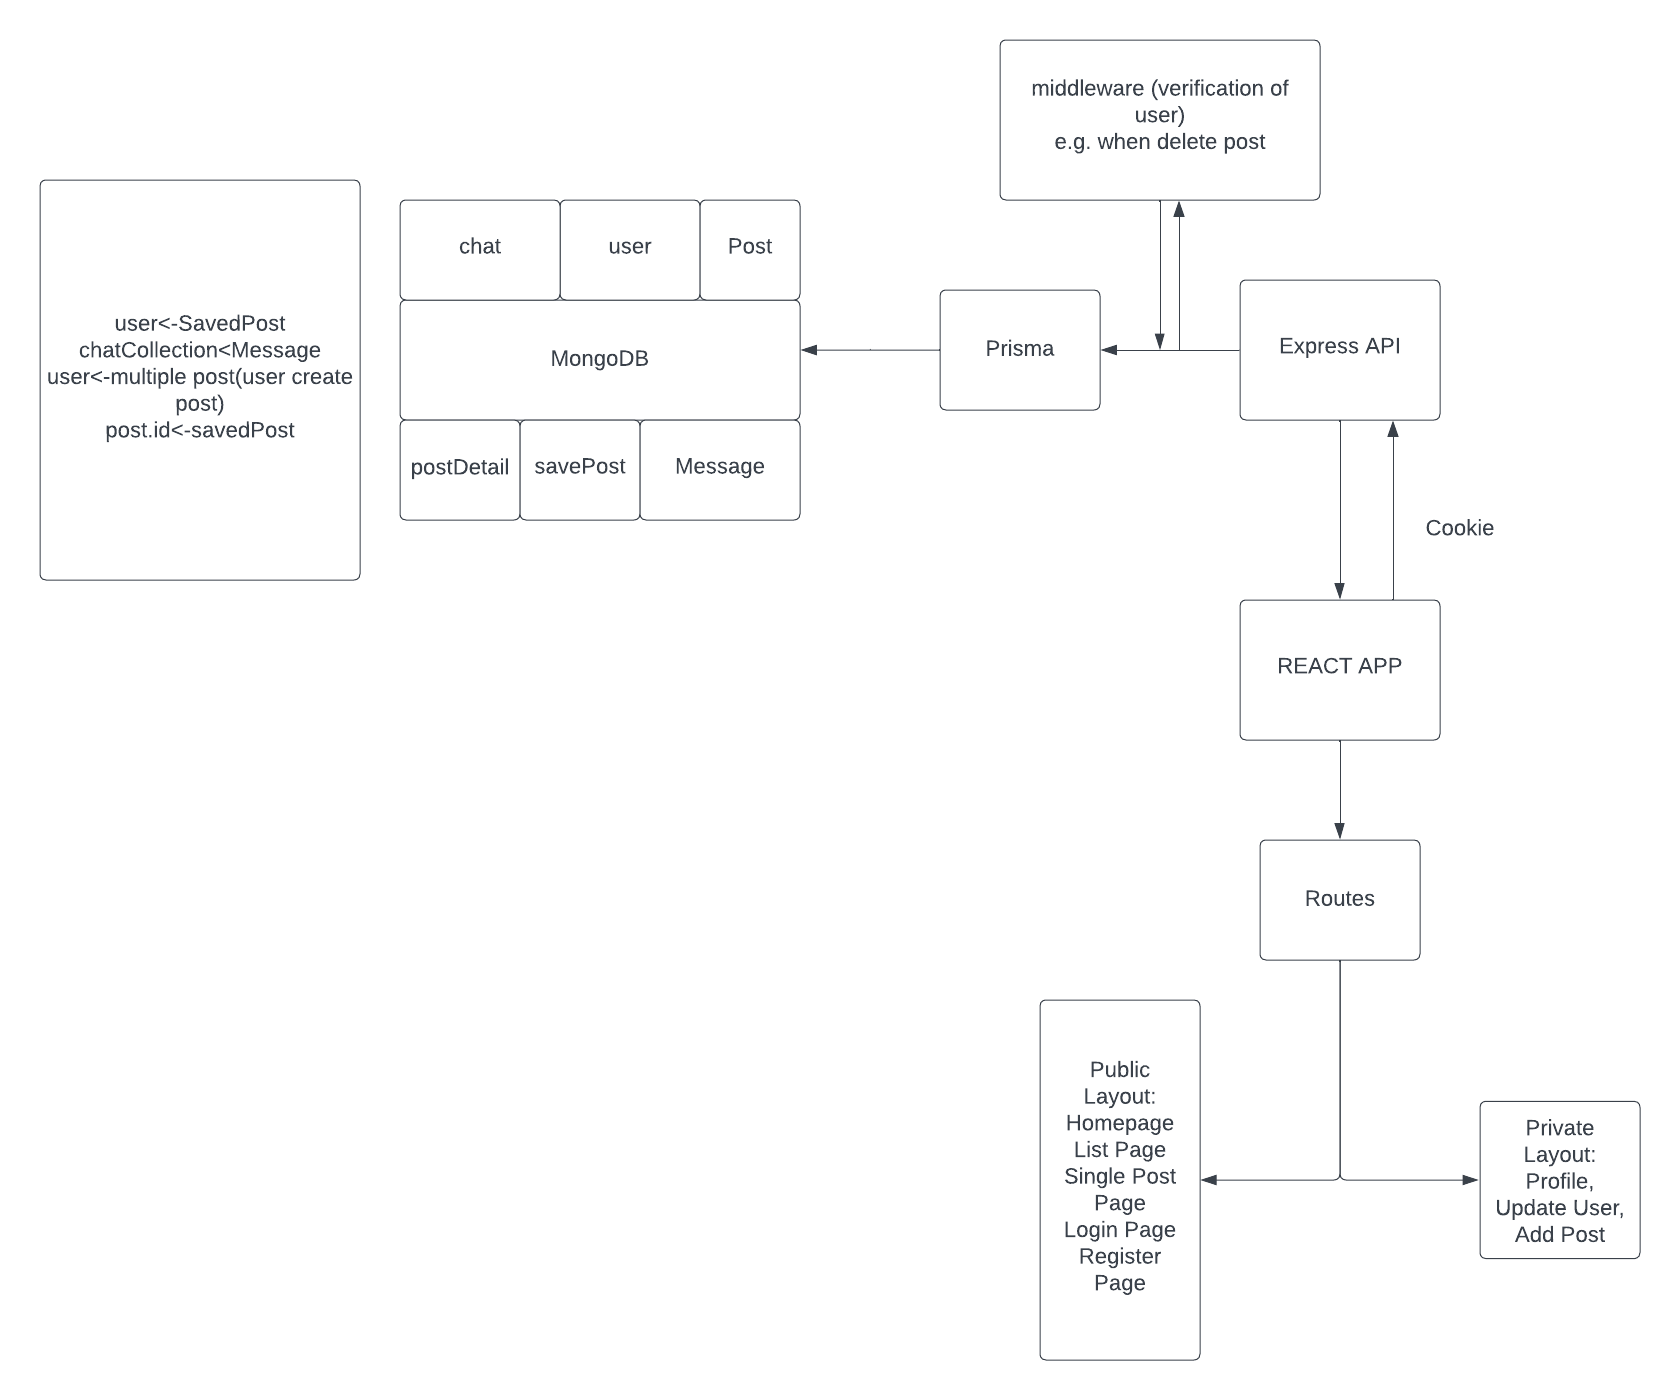 middleware (verification of
user)
e.g. when delete post
user<-SavedPost
chatCollection<Message
user<-multiple post(user create
post)
post.id<-savedPost
chat
user
Post
MongoDB
postDetail
savePost
Message
Prisma
Express API
Cookie
REACT APP
Routes
Public
Layout:
Homepage
List Page
Single Post
Page
Login Page
Register
Page
Private
Layout:
Profile,
Update User,
Add Post